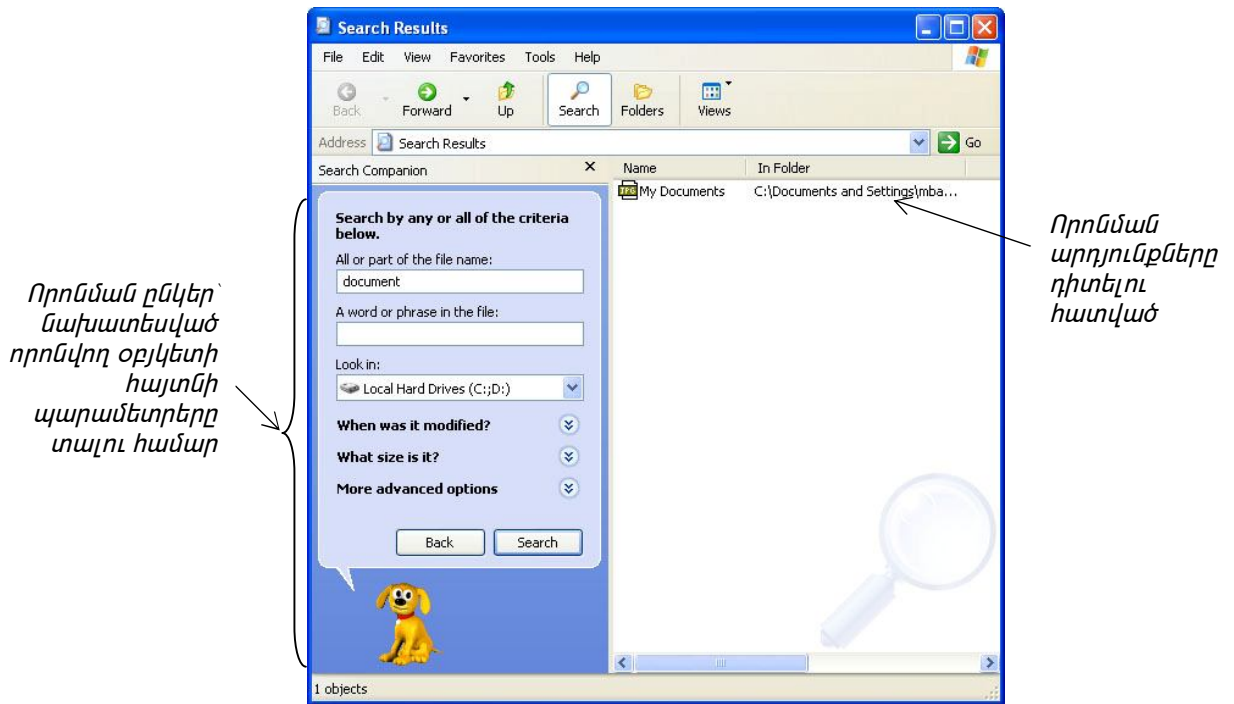 Search Results
File Edit View Favorites Tools Help
Back Forward Up Search Folders Views
Address Search Results Go
Search Companion
Name In Folder
My Documents C:\Documents and Settings\mba...
Search by any or all of the criteria
below.
All or part of the file name:
document
A word or phrase in the file:
Look in:
Local Hard Drives (C:;D:)
When was it modified?
What size is it?
More advanced options
Back Search
1 objects
Որոնման ընկեր՝
նախատեսված
որոնվող օբյկետի
հայտնի
պարամետրերը
տալու համար
Որոնման
արդյունքները
դիտելու
հատված